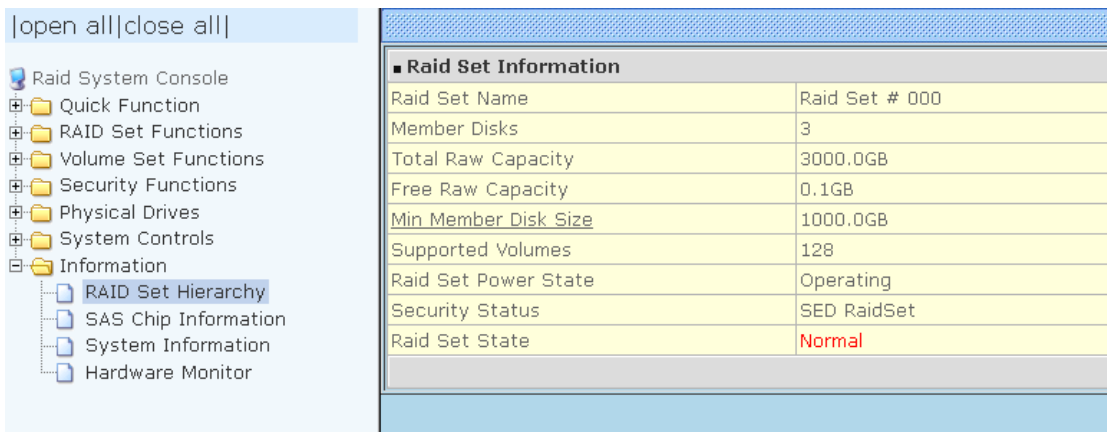 |open all|close all|
Raid System Console
Quick Function
RAID Set Functions
Volume Set Functions
Security Functions
Physical Drives
System Controls
Information
RAID Set Hierarchy
SAS Chip Information
System Information
Hardware Monitor
Raid Set Information
Raid Set Name Raid Set # 000
Member Disks 3
Total Raw Capacity 3000.0GB
Free Raw Capacity 0.1GB
Min Member Disk Size 1000.0GB
Supported Volumes 128
Raid Set Power State Operating
Security Status SED RaidSet
Raid Set State Normal